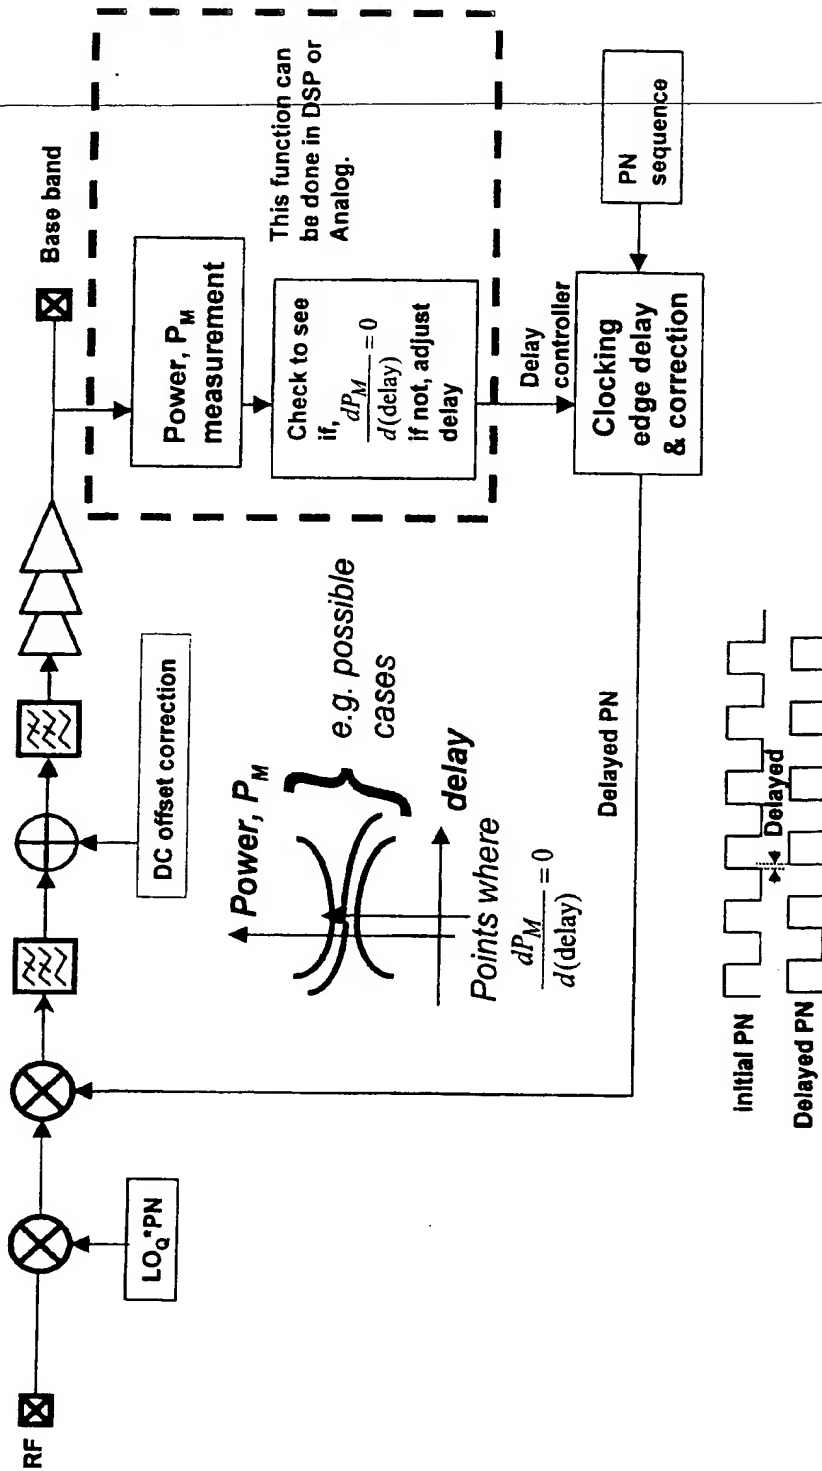 RF
LO_Q*PN
DC offset correction
Base band
Power, P_M
measurement
Check to see
if, dP_M / d(delay) = 0
if not, adjust
delay
This function can
be done in DSP or
Analog.
Power, P_M
e.g. possible
cases
delay
Points where
dP_M / d(delay) = 0
Delay
controller
PN
sequence
Clocking
edge delay
& correction
Delayed PN
Initial PN
Delayed
Delayed PN